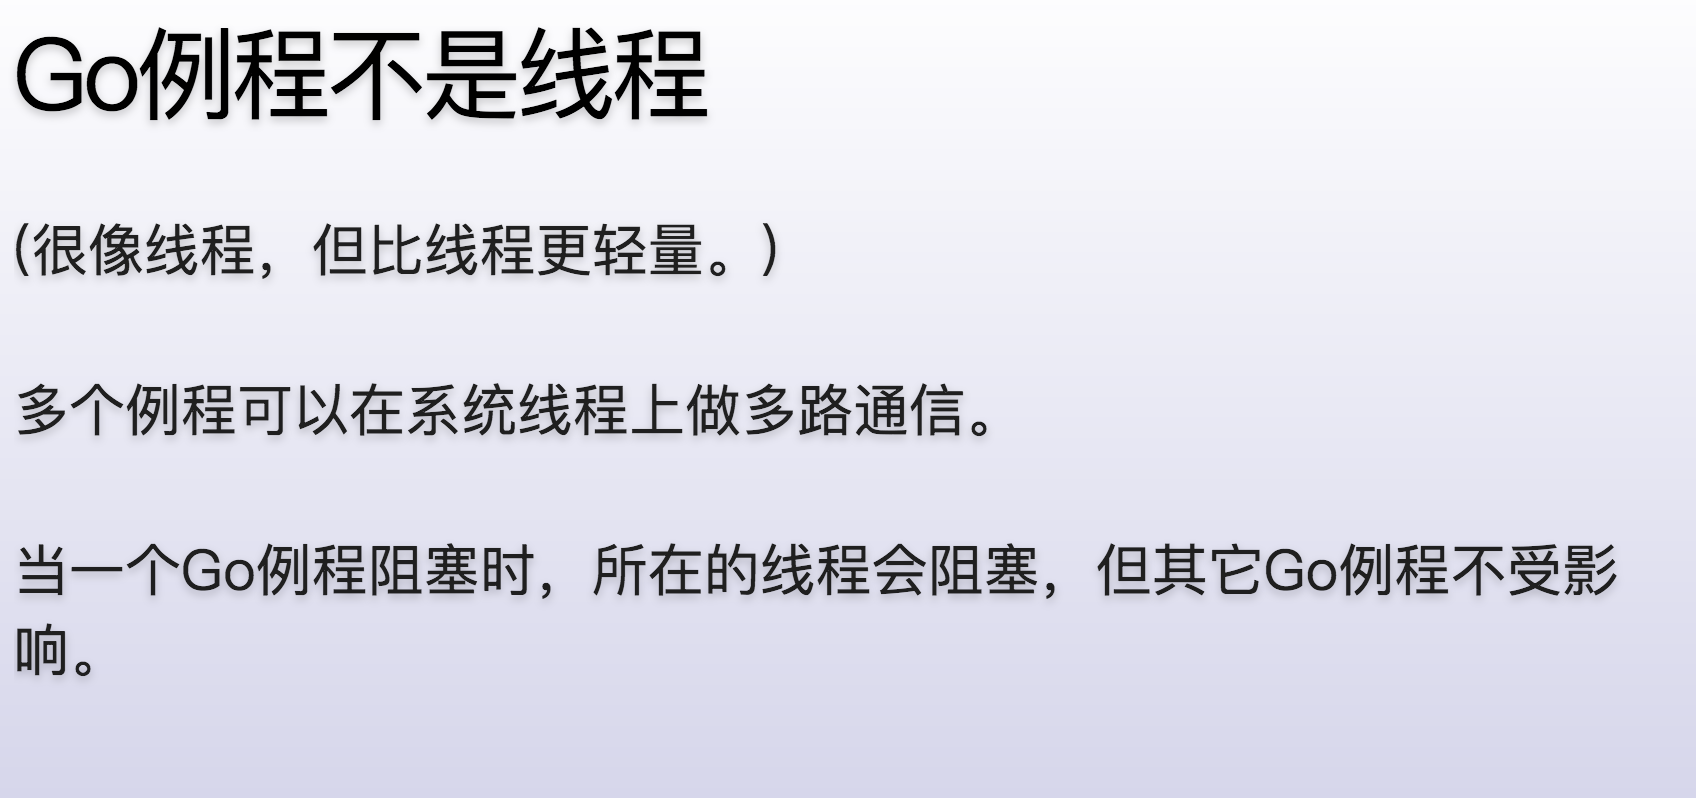 Go例程不是线程
(很像线程，但比线程更轻量。)
多个例程可以在系统线程上做多路通信。
当一个Go例程阻塞时，所在的线程会阻塞，但其它Go例程不受影
响。